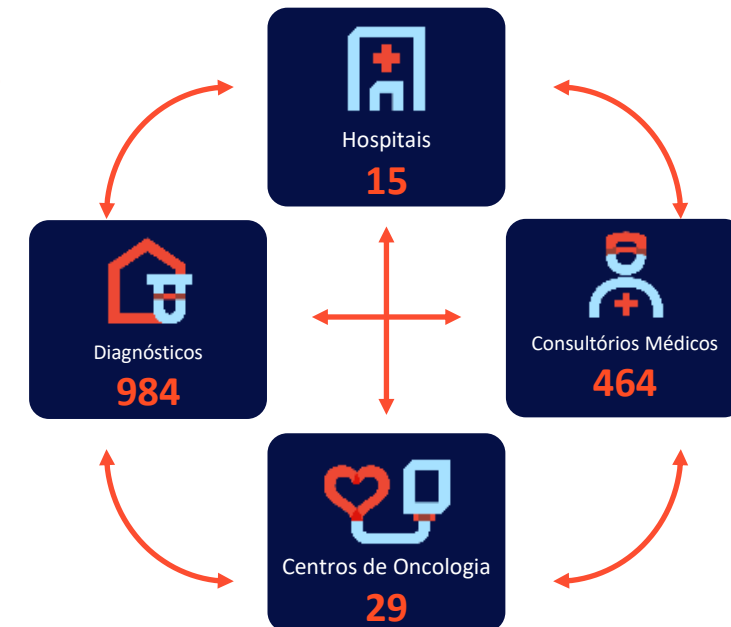 Hospitais
15
Diagnósticos
984
Consultórios Médicos
464
Centros de Oncologia
29